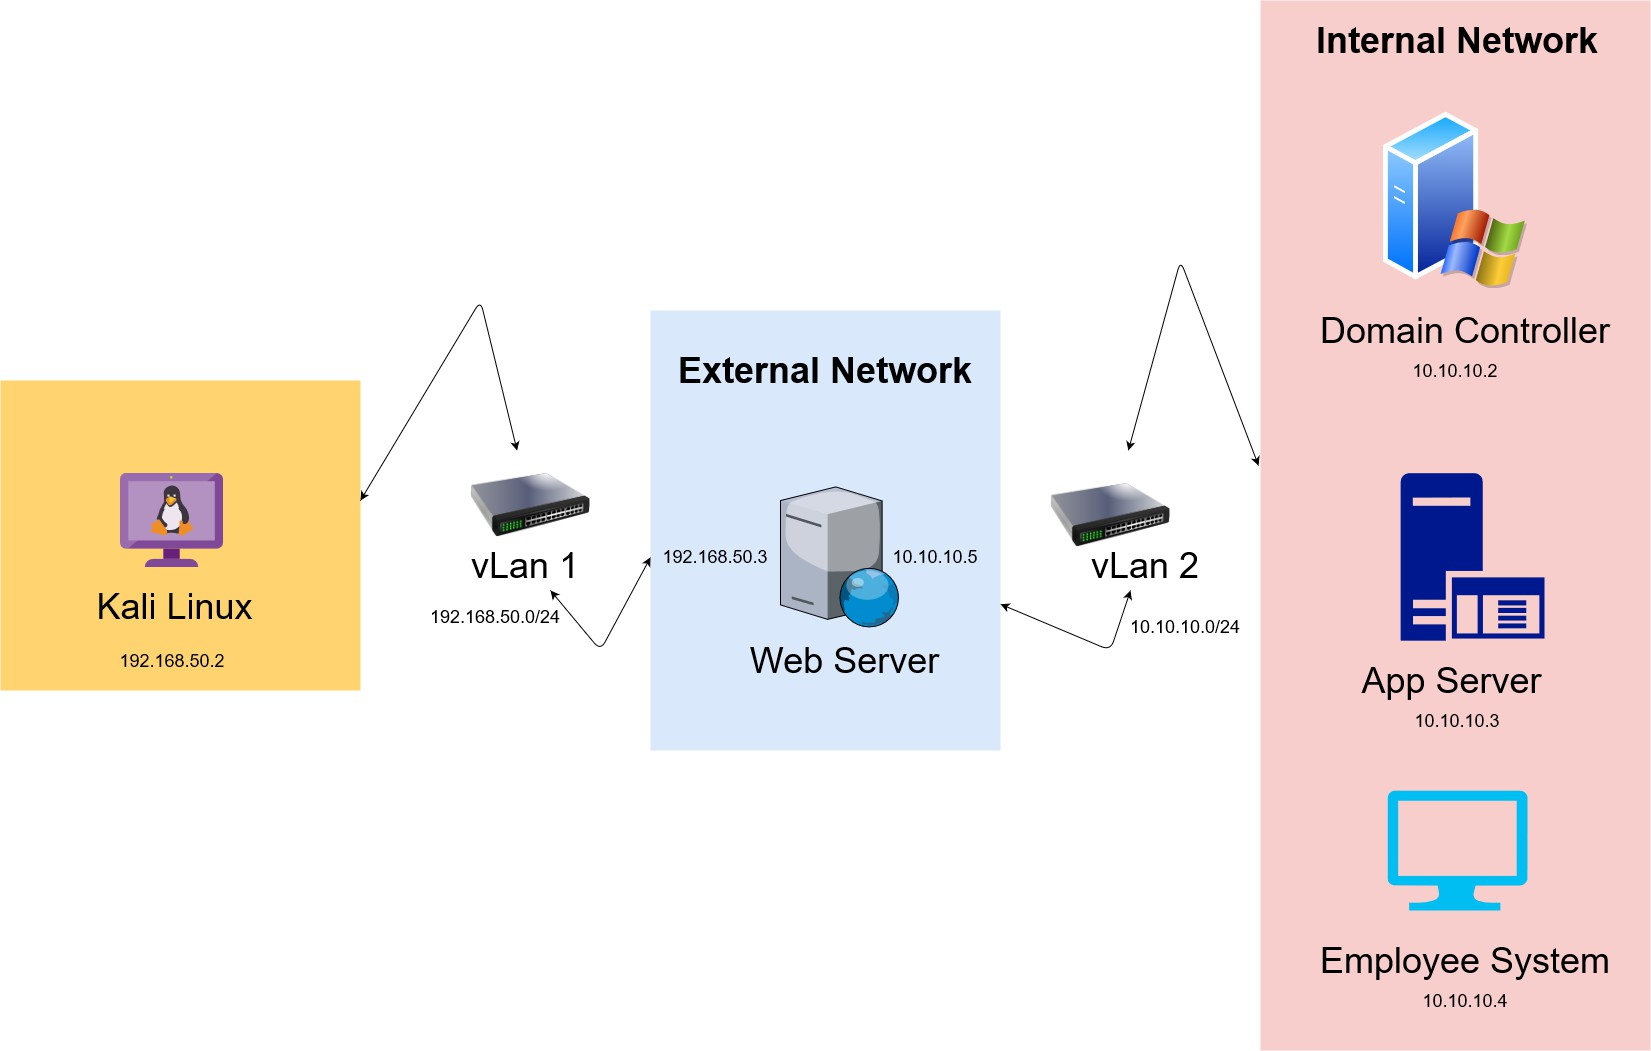 Internal Network
Domain Controller
10.10.10.2
External Network
Kali Linux
192.168.50.2
vLan 1
192.168.50.0/24
192.168.50.3
10.10.10.5
Web Server
vLan 2
10.10.10.0/24
App Server
10.10.10.3
Employee System
10.10.10.4